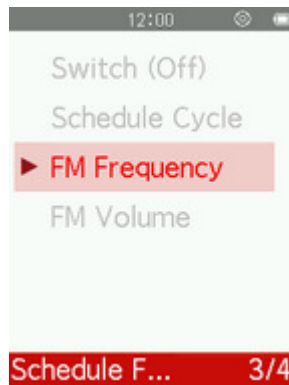 12:00
Switch (Off)
Schedule Cycle
FM Frequency
FM Volume
Schedule F... 3/4